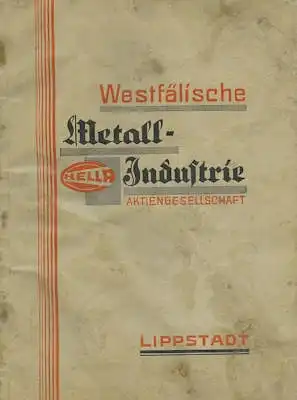 Westfälische
Metall-
HELLA Industrie
AKTIENGESELLSCHAFT
LIPPSTADT